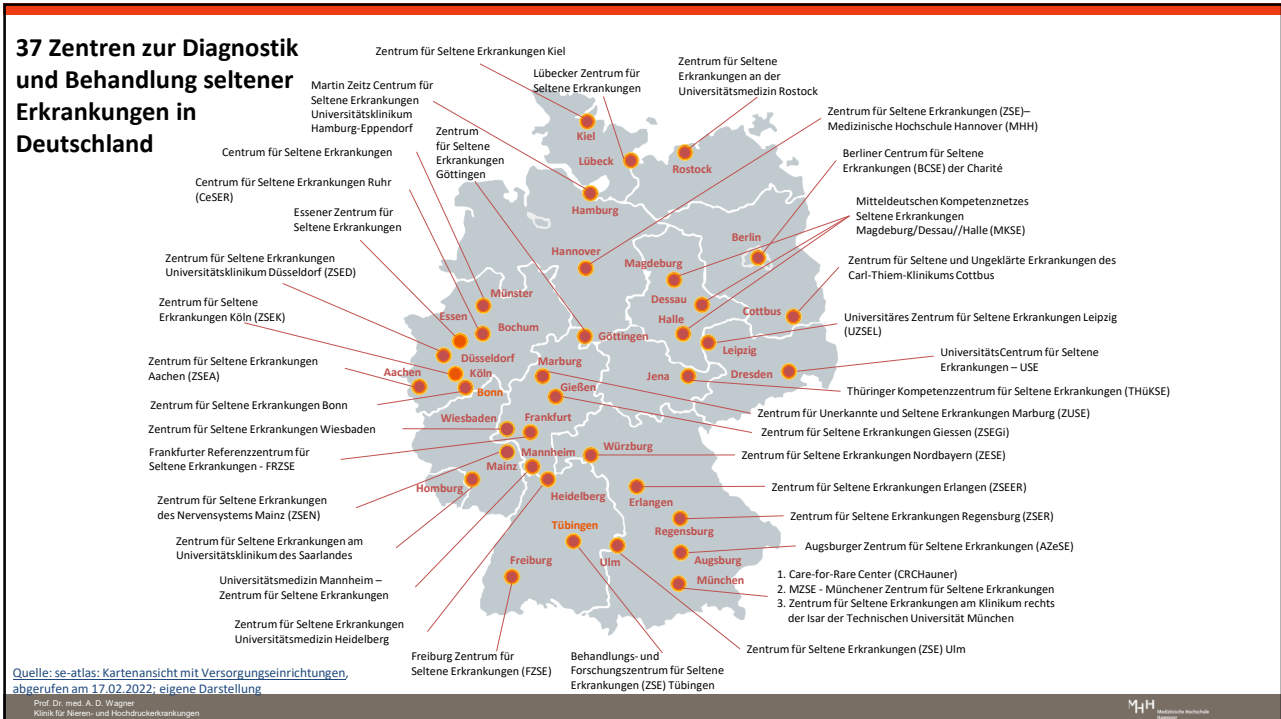 37 Zentren zur Diagnostik
und Behandlung seltener
Erkrankungen in
Deutschland
Zentrum für Seltene Erkrankungen Kiel
Lübecker Zentrum für
Seltene Erkrankungen
Zentrum für Seltene
Erkrankungen an der
Universitätsmedizin Rostock
Martin Zeitz Centrum für
Seltene Erkrankungen
Universitätsklinikum
Hamburg-Eppendorf
Zentrum
für Seltene
Erkrankungen
Göttingen
Centrum für Seltene Erkrankungen
Centrum für Seltene Erkrankungen Ruhr
(CeSER)
Essener Zentrum für
Seltene Erkrankungen
Zentrum für Seltene Erkrankungen
Universitätsklinikum Düsseldorf (ZSED)
Zentrum für Seltene
Erkrankungen Köln (ZSEK)
Zentrum für Seltene Erkrankungen
Aachen (ZSEA)
Zentrum für Seltene Erkrankungen Bonn
Zentrum für Seltene Erkrankungen Wiesbaden
Frankfurter Referenzzentrum für
Seltene Erkrankungen - FRZSE
Zentrum für Seltene Erkrankungen
des Nervensystems Mainz (ZSEN)
Zentrum für Seltene Erkrankungen am
Universitätsklinikum des Saarlandes
Universitätsmedizin Mannheim –
Zentrum für Seltene Erkrankungen
Zentrum für Seltene Erkrankungen
Universitätsmedizin Heidelberg
Freiburg Zentrum für
Seltene Erkrankungen (FZSE)
Behandlungs- und
Forschungszentrum für Seltene
Erkrankungen (ZSE) Tübingen
Kiel
Lübeck
Rostock
Hamburg
Hannover
Berlin
Magdeburg
Münster
Dessau
Essen
Bochum
Halle
Cottbus
Göttingen
Leipzig
Düsseldorf
Marburg
Aachen
Köln
Jena
Dresden
Bonn
Gießen
Wiesbaden
Frankfurt
Würzburg
Mannheim
Mainz
Homburg
Heidelberg
Erlangen
Tübingen
Regensburg
Freiburg
Ulm
Augsburg
München
Zentrum für Seltene Erkrankungen (ZSE)–
Medizinische Hochschule Hannover (MHH)
Berliner Centrum für Seltene
Erkrankungen (BCSE) der Charité
Mitteldeutschen Kompetenznetzes
Seltene Erkrankungen
Magdeburg/Dessau//Halle (MKSE)
Zentrum für Seltene und Ungeklärte Erkrankungen des
Carl-Thiem-Klinikums Cottbus
Universitäres Zentrum für Seltene Erkrankungen Leipzig
(UZSEL)
UniversitätsCentrum für Seltene
Erkrankungen – USE
Thüringer Kompetenzzentrum für Seltene Erkrankungen (THüKSE)
Zentrum für Unerkannte und Seltene Erkrankungen Marburg (ZUSE)
Zentrum für Seltene Erkrankungen Giessen (ZSEGi)
Zentrum für Seltene Erkrankungen Nordbayern (ZESE)
Zentrum für Seltene Erkrankungen Erlangen (ZSEER)
Zentrum für Seltene Erkrankungen Regensburg (ZSER)
Augsburger Zentrum für Seltene Erkrankungen (AZeSE)
1. Care-for-Rare Center (CRCHauner)
2. MZSE - Münchener Zentrum für Seltene Erkrankungen
3. Zentrum für Seltene Erkrankungen am Klinikum rechts
der Isar der Technischen Universität München
Zentrum für Seltene Erkrankungen (ZSE) Ulm
Quelle: se-atlas: Kartenansicht mit Versorgungseinrichtungen,
abgerufen am 17.02.2022; eigene Darstellung
Prof. Dr. med. A. D. Wagner
Klinik für Nieren- und Hochdruckerkrankungen
MHH
Medizinische Hochschule
Hannover